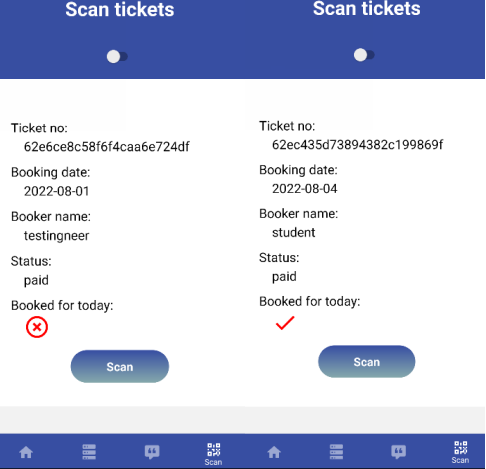 Scan tickets
Ticket no:
62e6ce8c58f6f4caa6e724df
Booking date:
2022-08-01
Booker name:
testingneer
Status:
paid
Booked for today:
Scan
Scan
Scan tickets
Ticket no:
62ec435d73894382c199869f
Booking date:
2022-08-04
Booker name:
student
Status:
paid
Booked for today:
Scan
Scan